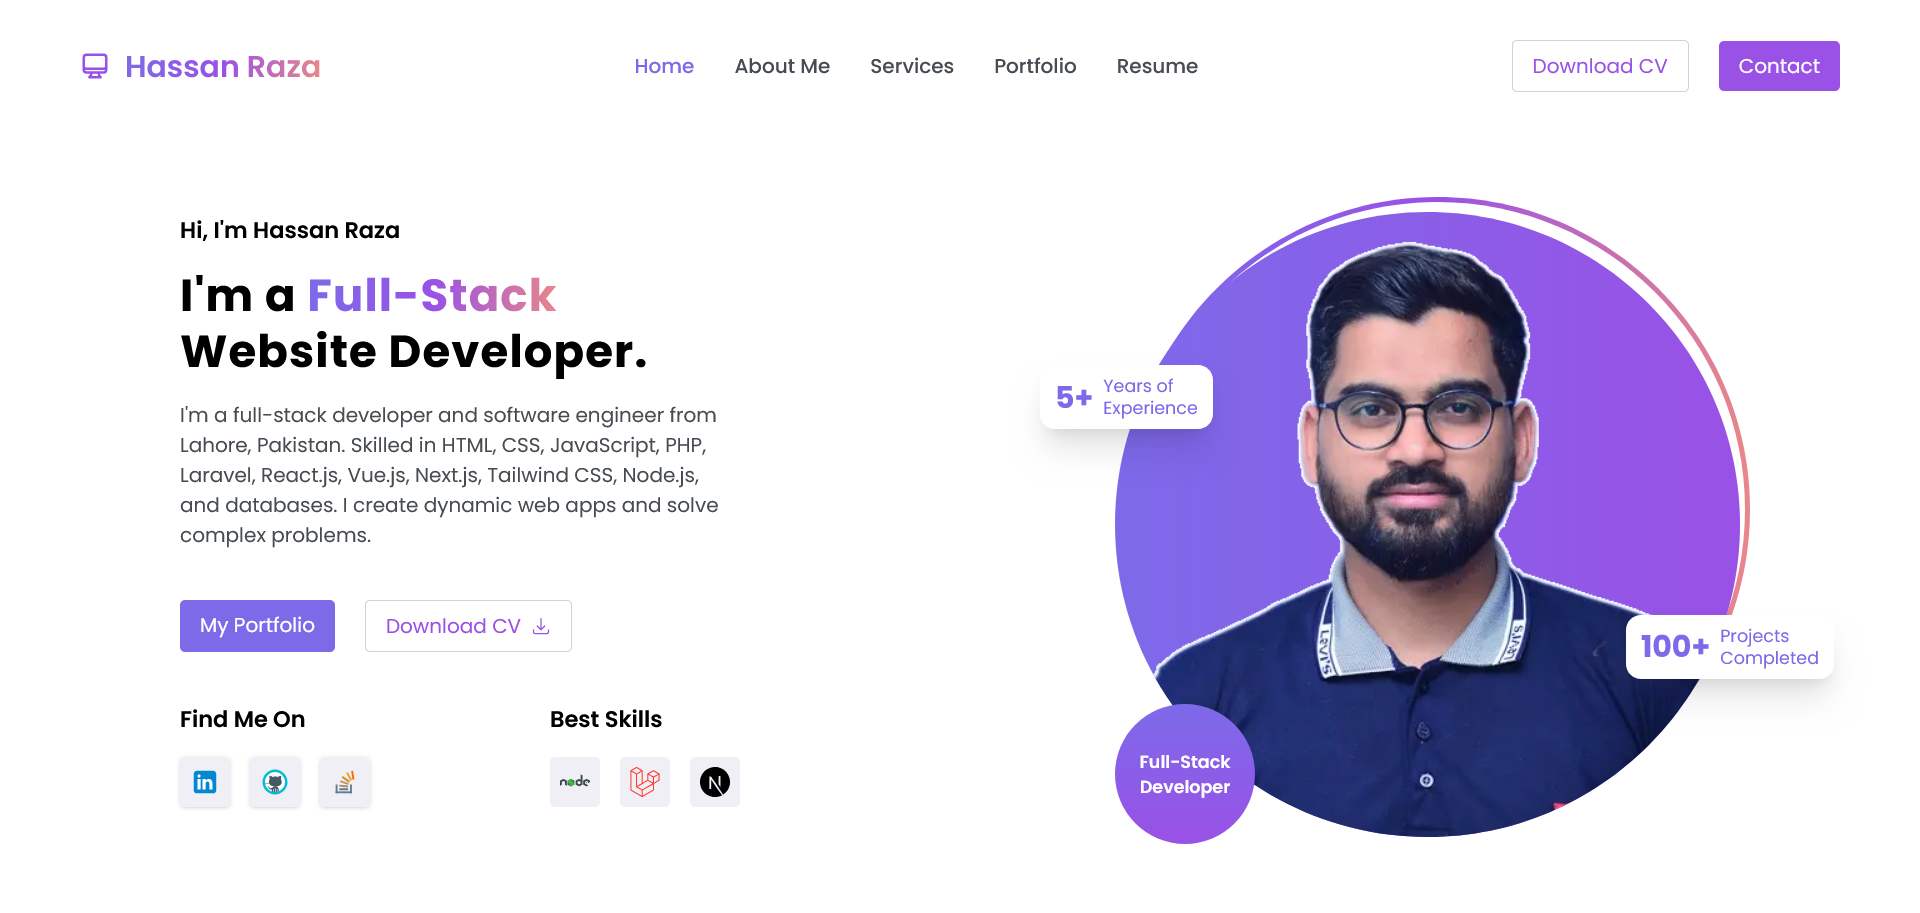 Hassan Raza
Home
About Me
Services
Portfolio
Resume
Download CV
Contact
Hi, I'm Hassan Raza
I'm a Full-Stack
Website Developer.
I'm a full-stack developer and software engineer from
Lahore, Pakistan. Skilled in HTML, CSS, JavaScript, PHP,
Laravel, React.js, Vue.js, Next.js, Tailwind CSS, Node.js,
and databases. I create dynamic web apps and solve
complex problems.
My Portfolio
Download CV
Find Me On
Best Skills
in
node
N
5+
Years of
Experience
LEVI'S
LEVI'S
100+
Projects
Completed
Full-Stack
Developer